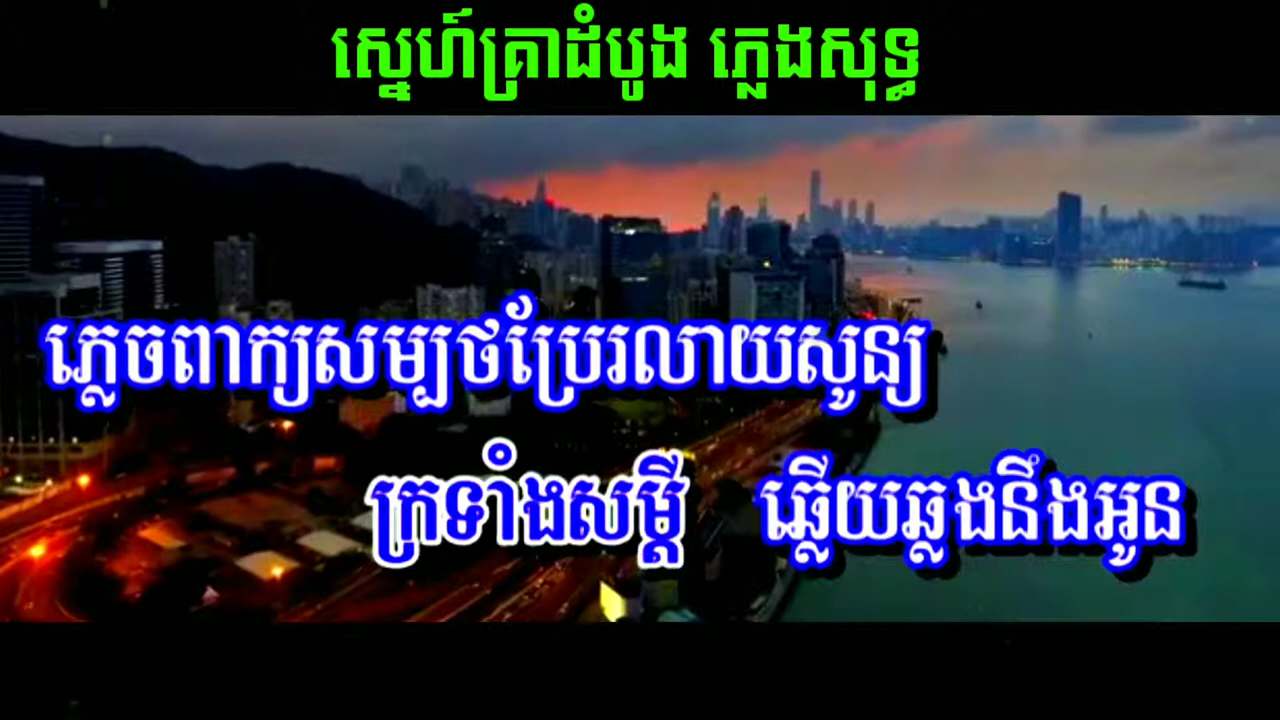 ស្នេហ៍គ្រាដំបូង ភ្លេងសុទ្ធ
ភ្លេចពាក្យសម្បថប្រែរលាយសូន្យ
ក្រទាំងសម្ដី ឆ្លើយឆ្លងនឹងអូន